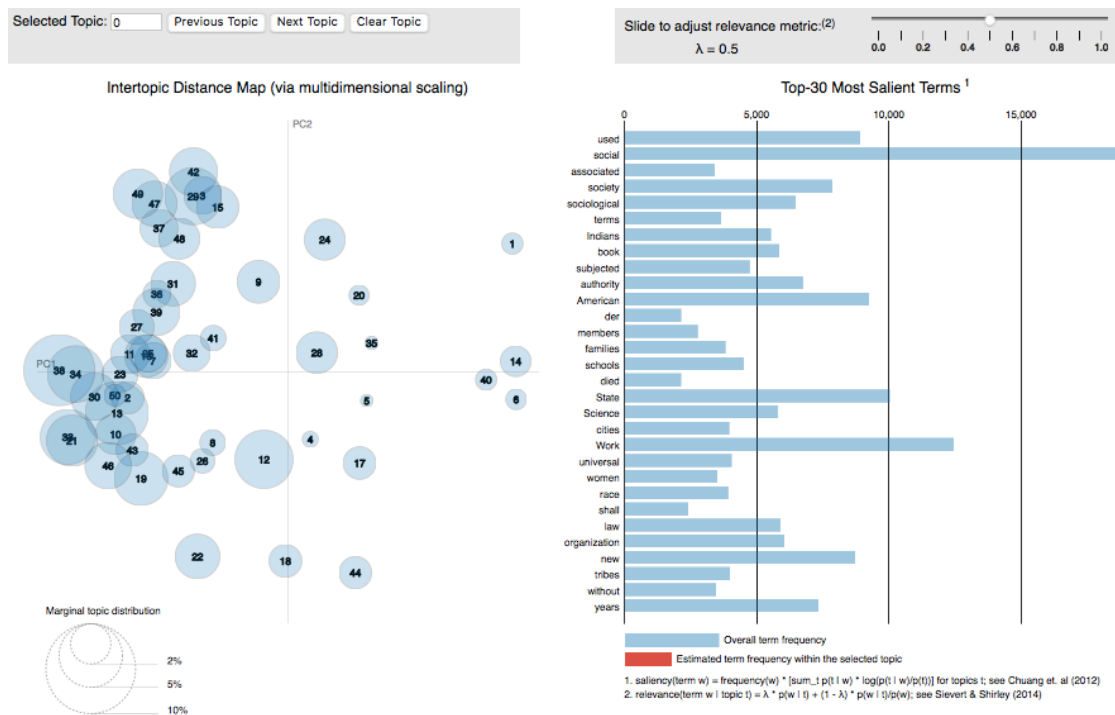 Selected Topic: 0 Previous Topic Next Topic Clear Topic
Slide to adjust relevance metric:(2)
λ = 0.5
0.0 0.2 0.4 0.6 0.8 1.0
Intertopic Distance Map (via multidimensional scaling)
PC2
PC1
42
49
47
29
3
15
37
48
24
1
31
9
36
20
39
27
41
35
11
7
32
28
14
38
34
23
40
30
50
2
5
6
13
21
10
43
8
4
46
26
12
17
19
45
22
18
44
Marginal topic distribution
2%
5%
10%
Top-30 Most Salient Terms 1
0 5,000 10,000 15,000
used
social
associated
society
sociological
terms
Indians
book
subjected
authority
American
der
members
families
schools
died
State
Science
cities
Work
universal
women
race
shall
law
organization
new
tribes
without
years
Overall term frequency
Estimated term frequency within the selected topic
1. saliency(term w) = frequency(w) * [sum_t p(t | w) * log(p(t | w)/p(t))] for topics t; see Chuang et. al (2012)
2. relevance(term w | topic t) = λ * p(w | t) + (1 - λ) * p(w | t)/p(w); see Sievert & Shirley (2014)